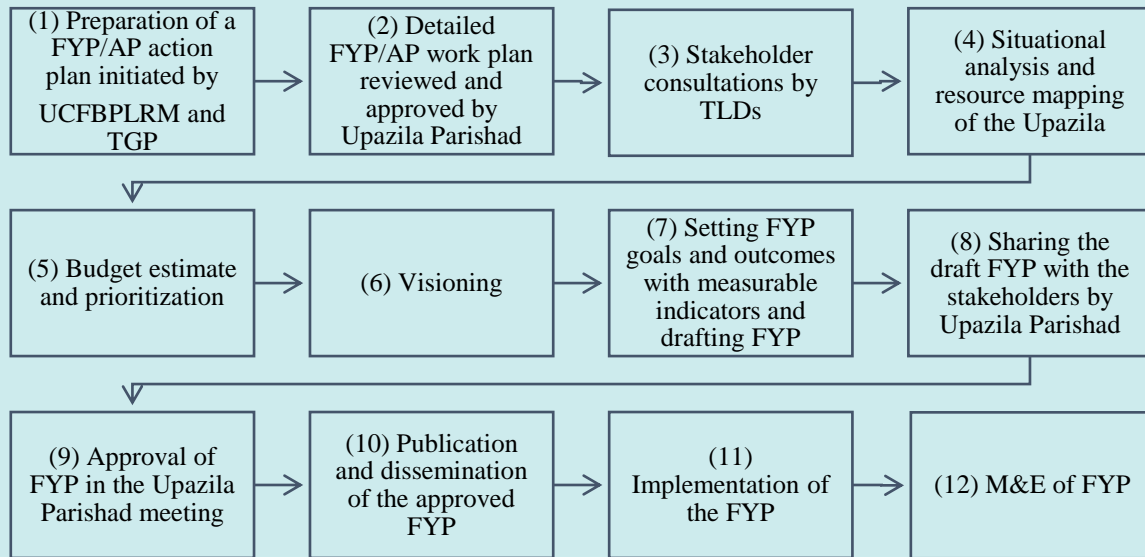 (1) Preparation of a
FYP/AP action
plan initiated by
UCFBPLRM and
TGP
(2) Detailed
FYP/AP work plan
reviewed and
approved by
Upazila Parishad
(3) Stakeholder
consultations by
TLDs
(4) Situational
analysis and
resource mapping
of the Upazila
(5) Budget estimate
and prioritization
(6) Visioning
(7) Setting FYP
goals and outcomes
with measurable
indicators and
drafting FYP
(8) Sharing the
draft FYP with the
stakeholders by
Upazila Parishad
(9) Approval of
FYP in the Upazila
Parishad meeting
(10) Publication
and dissemination
of the approved
FYP
(11)
Implementation of
the FYP
(12) M&E of FYP